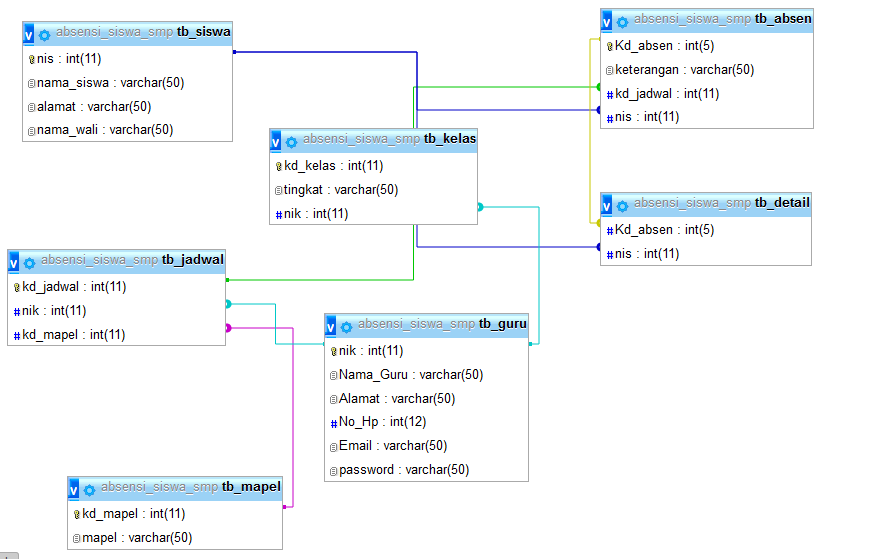 absensi_siswa_smp tb_siswa
nis : int(11)
nama_siswa : varchar(50)
alamat : varchar(50)
nama_wali : varchar(50)
absensi_siswa_smp tb_absen
Kd_absen : int(5)
keterangan : varchar(50)
kd_jadwal : int(11)
nis : int(11)
absensi_siswa_smp tb_kelas
kd_kelas : int(11)
tingkat : varchar(50)
nik : int(11)
absensi_siswa_smp tb_detail
Kd_absen : int(5)
nis : int(11)
absensi_siswa_smp tb_jadwal
kd_jadwal : int(11)
nik : int(11)
kd_mapel : int(11)
absensi_siswa_smp tb_guru
nik : int(11)
Nama_Guru : varchar(50)
Alamat : varchar(50)
No_Hp : int(12)
Email : varchar(50)
password : varchar(50)
absensi_siswa_smp tb_mapel
kd_mapel : int(11)
mapel : varchar(50)